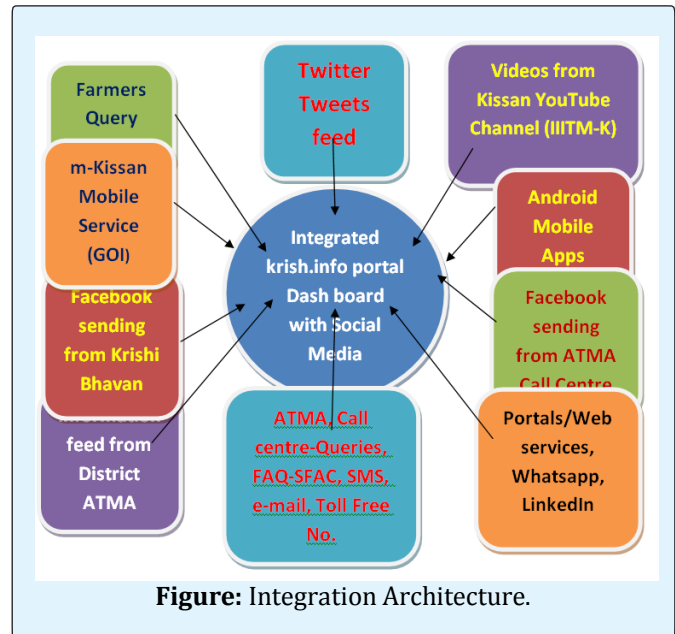 Farmers
Query
m-Kissan
Mobile
Service
(GOI)
Facebook
sending
from Krishi
Bhavan
feed from
District
ATMA
Twitter
Tweets
feed
Integrated
krish.info portal
Dash board
with Social
Media
ATMA, Call
centre-Queries,
FAQ-SFAC, SMS,
e-mail, Toll Free
No.
Videos from
Kissan YouTube
Channel (IIITM-K)
Android
Mobile
Apps
Facebook
sending
from ATMA
Call Centre
Portals/Web
services,
Whatsapp,
LinkedIn
Figure: Integration Architecture.